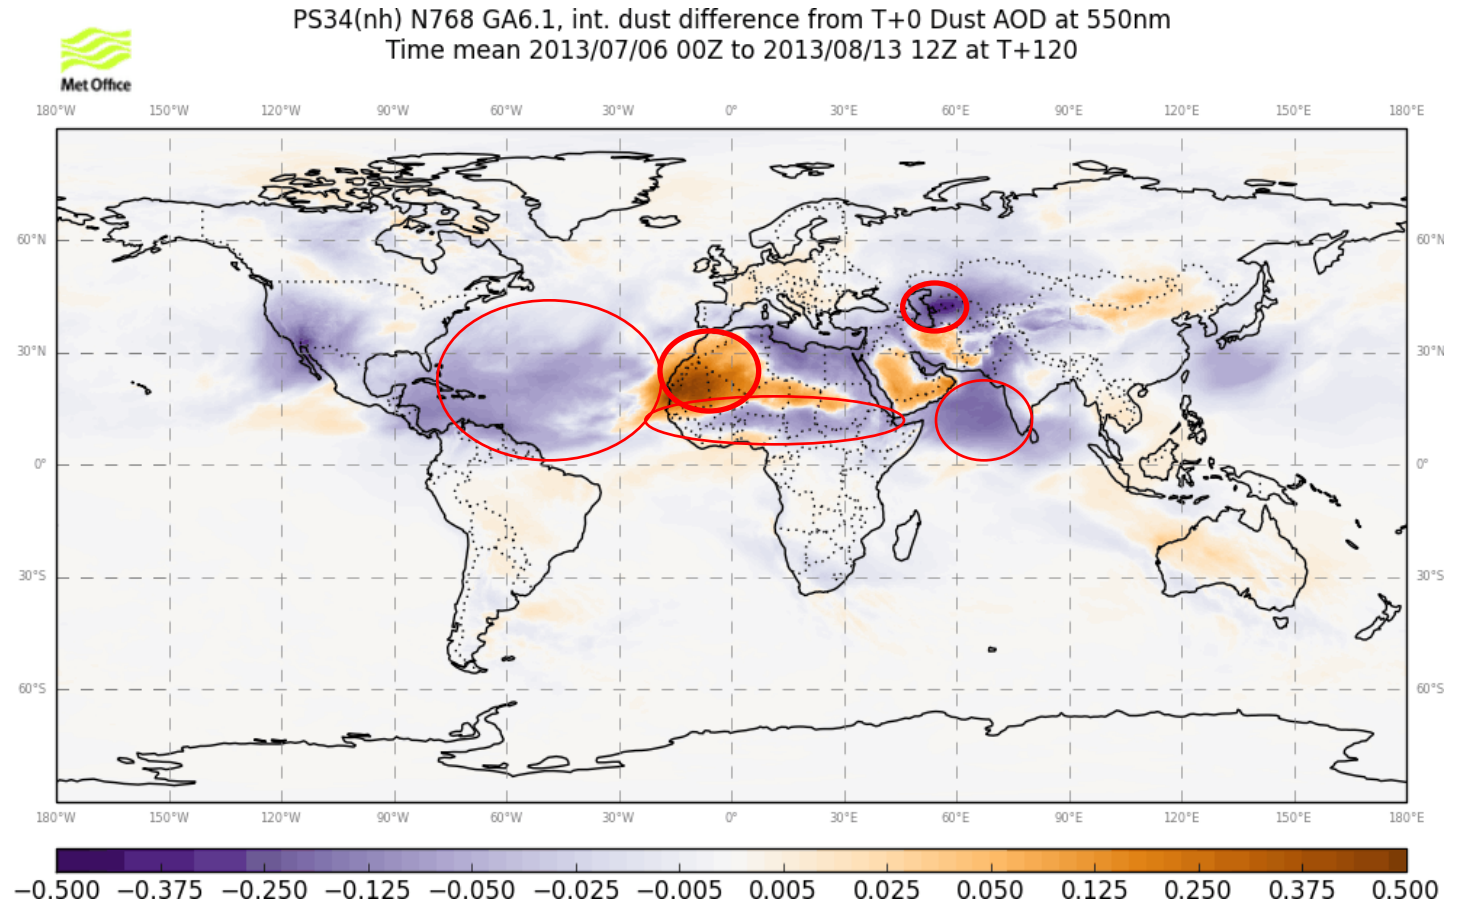 PS34(nh) N768 GA6.1, int. dust difference from T+0 Dust AOD at 550nm
Time mean 2013/07/06 00Z to 2013/08/13 12Z at T+120
Met Office
180°W 150°W 120°W 90°W 60°W 30°W 0° 30°E 60°E 90°E 120°E 150°E 180°E
60°N 60°N
30°N 30°N
0° 0°
30°S 30°S
60°S 60°S
180°W 150°W 120°W 90°W 60°W 30°W 0° 30°E 60°E 90°E 120°E 150°E 180°E
−0.500 −0.375 −0.250 −0.125 −0.050 −0.025 −0.005 0.005 0.025 0.050 0.125 0.250 0.375 0.500